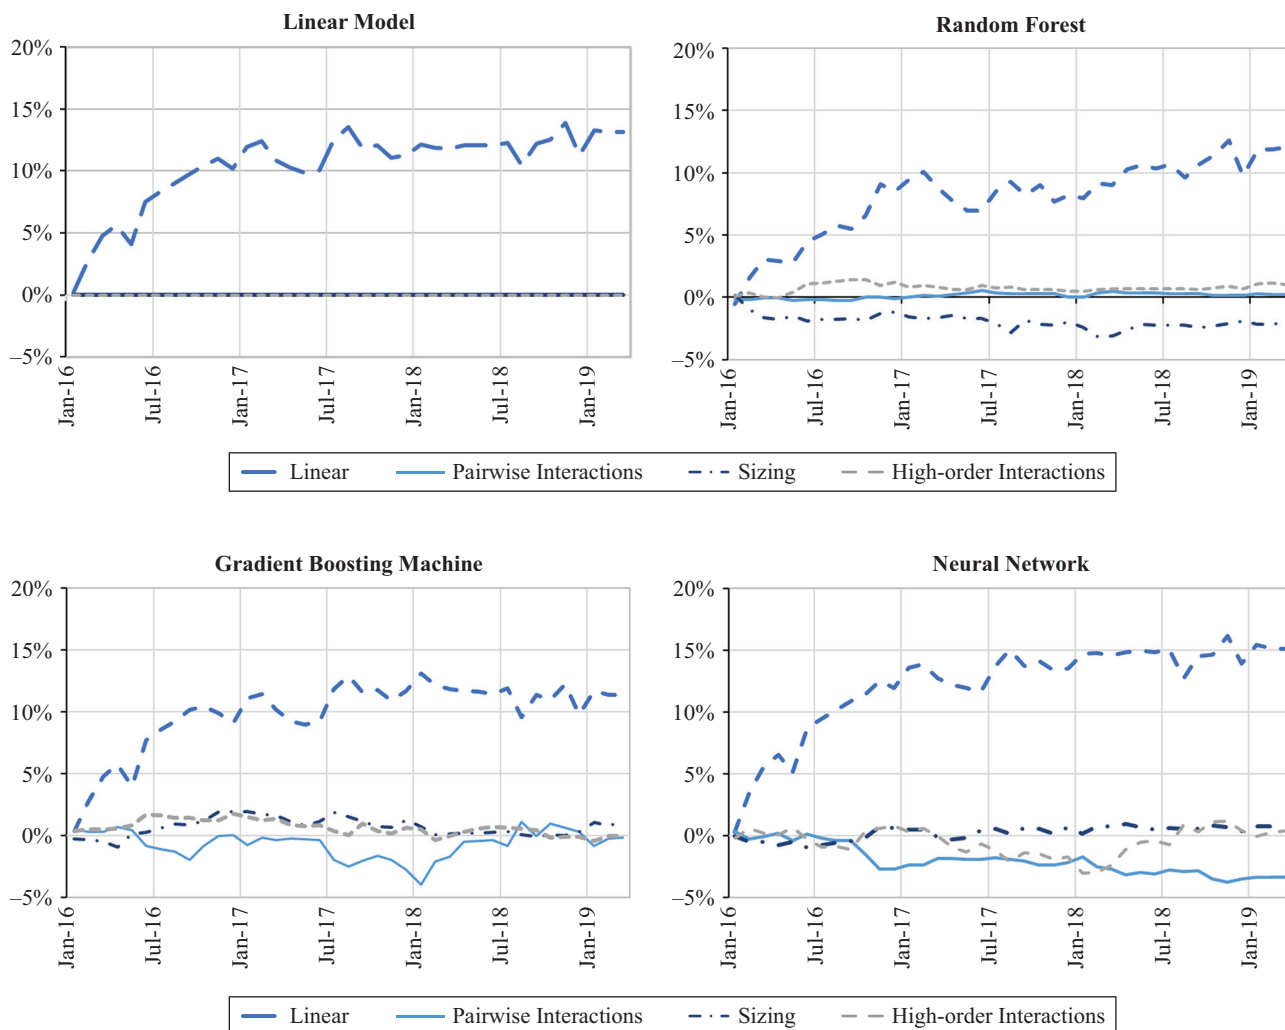 Linear Model
20%
15%
10%
5%
0%
–5%
Jan-16
Jul-16
Jan-17
Jul-17
Jan-18
Jul-18
Jan-19
Random Forest
20%
15%
10%
5%
0%
–5%
Jan-16
Jul-16
Jan-17
Jul-17
Jan-18
Jul-18
Jan-19
Linear Pairwise Interactions Sizing High-order Interactions
Gradient Boosting Machine
20%
15%
10%
5%
0%
–5%
Jan-16
Jul-16
Jan-17
Jul-17
Jan-18
Jul-18
Jan-19
Neural Network
20%
15%
10%
5%
0%
–5%
Jan-16
Jul-16
Jan-17
Jul-17
Jan-18
Jul-18
Jan-19
Linear Pairwise Interactions Sizing High-order Interactions